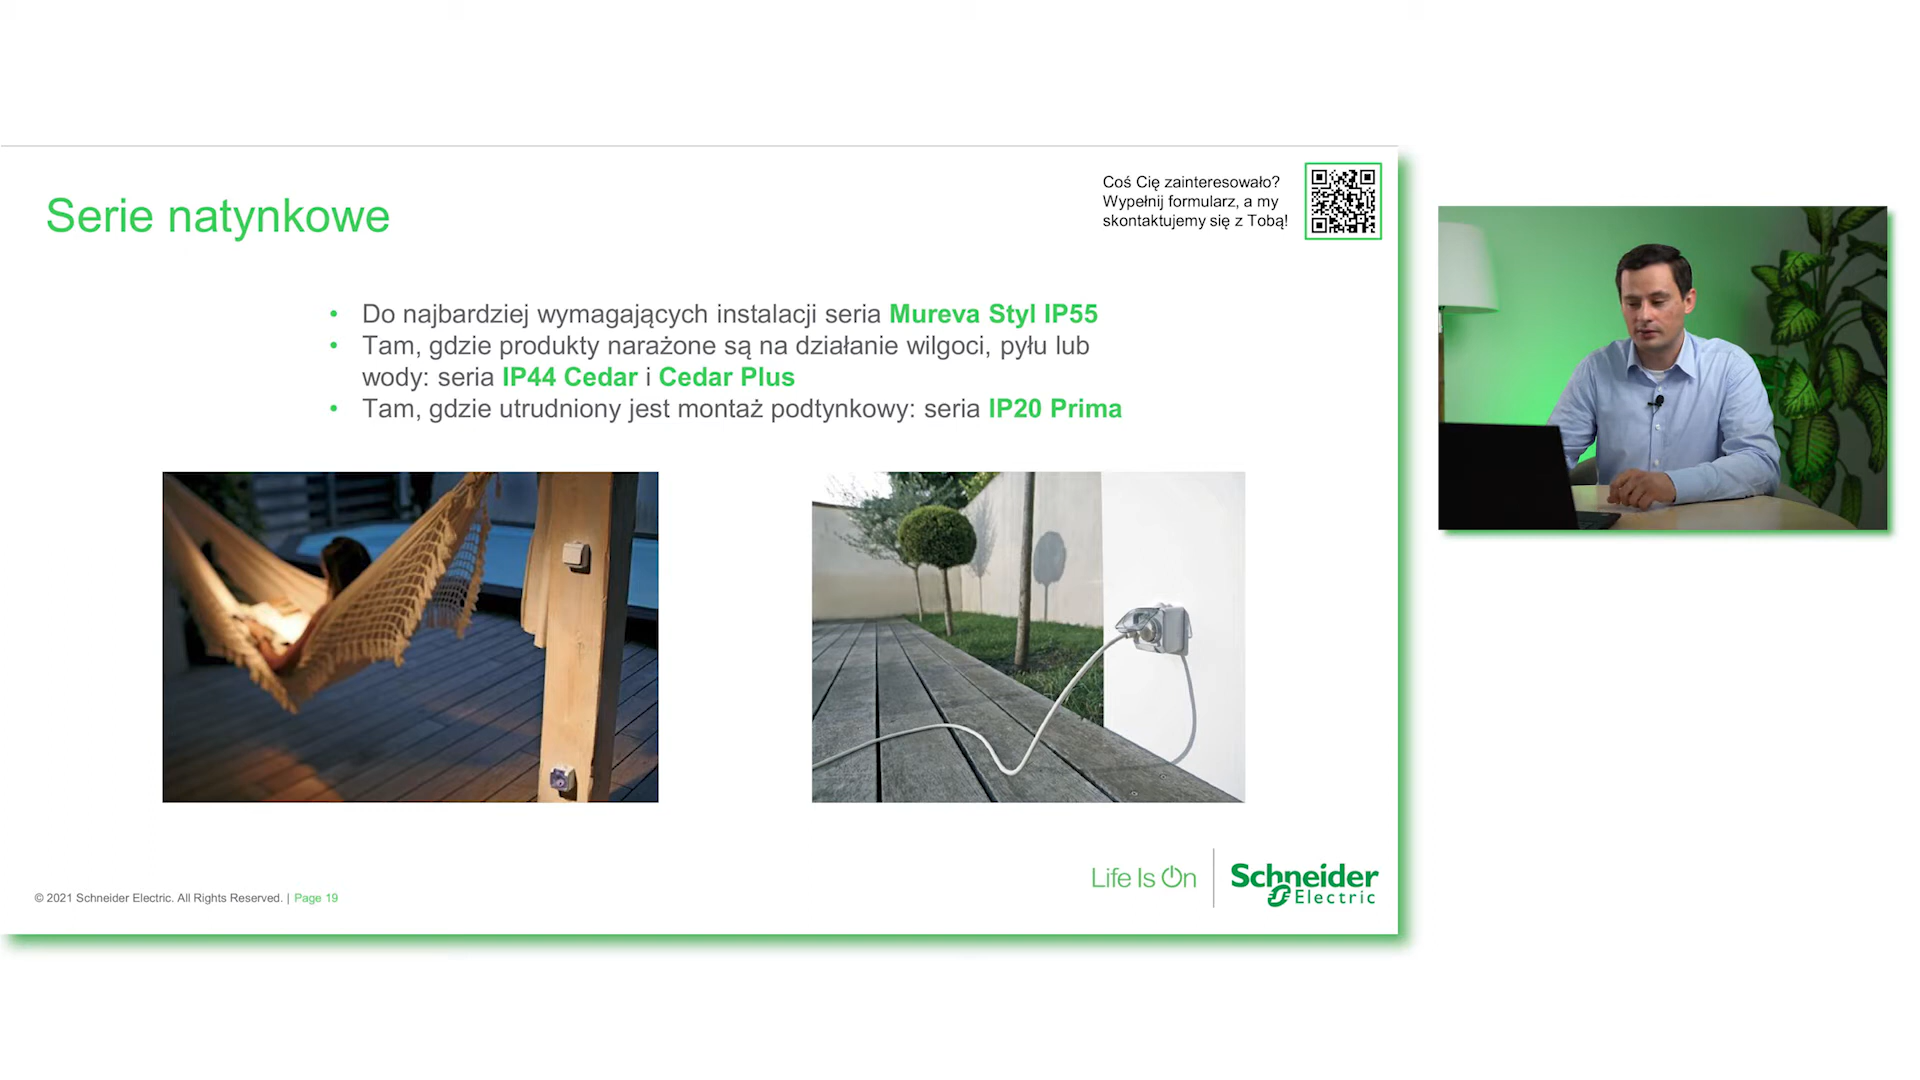 Coś Cię zainteresowało?
Wypełnij formularz, a my
skontaktujemy się z Tobą!
Serie natynkowe
• Do najbardziej wymagających instalacji seria Mureva Styl IP55
• Tam, gdzie produkty narażone są na działanie wilgoci, pyłu lub
wody: seria IP44 Cedar i Cedar Plus
• Tam, gdzie utrudniony jest montaż podtynkowy: seria IP20 Prima
Life Is On
Schneider
Electric
© 2021 Schneider Electric. All Rights Reserved. | Page 19